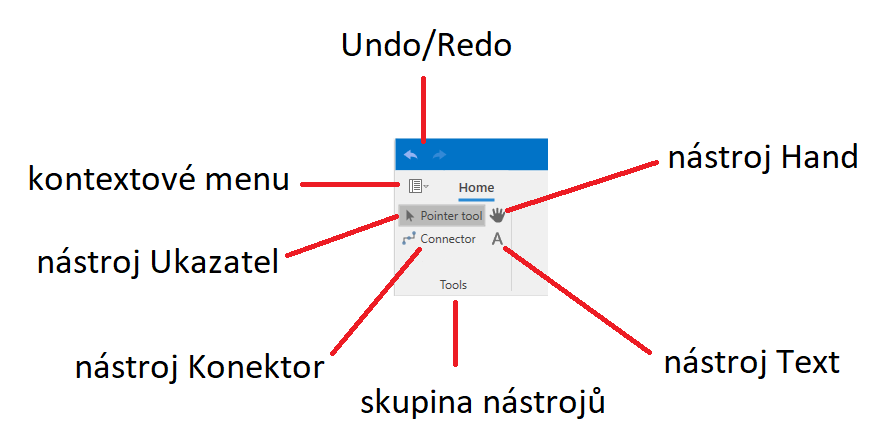 Undo/Redo
nástroj Hand
kontextové menu
Home
Pointer tool
nástroj Ukazatel
Connector
A
Tools
nástroj Konektor
nástroj Text
skupina nástrojů